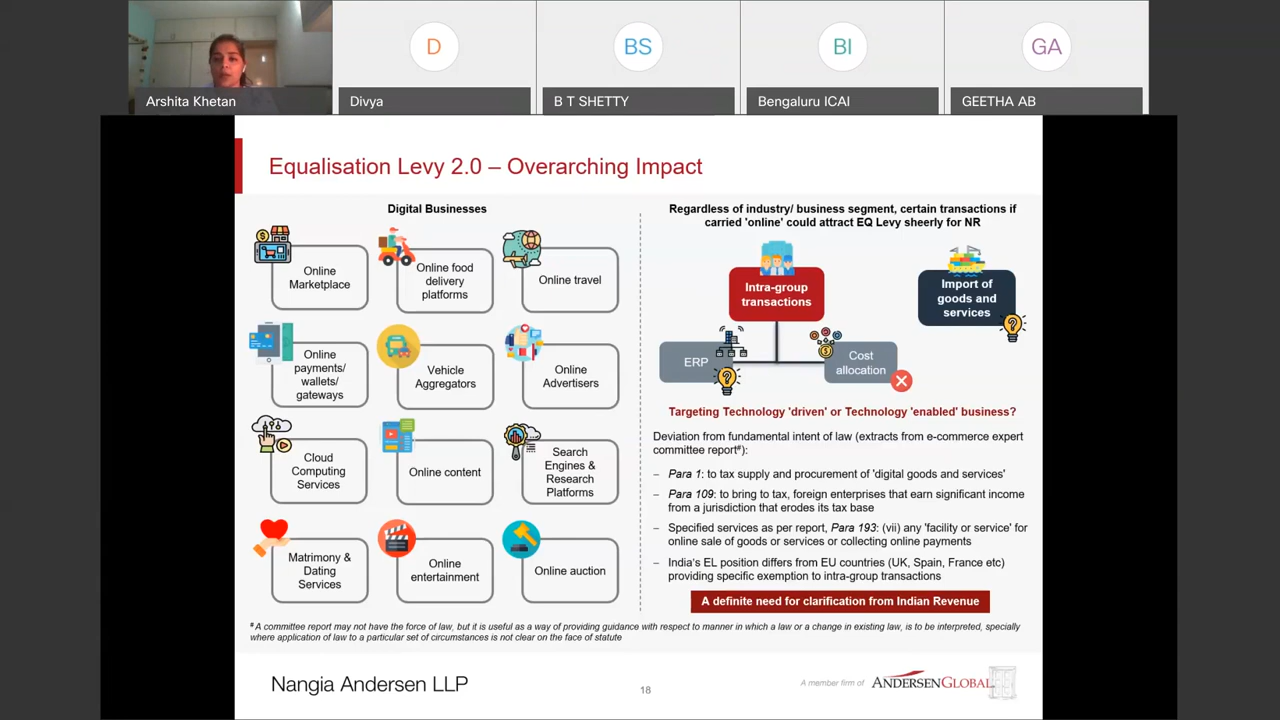 D
BS
BI
GA
Arshita Khetan
Divya
B T SHETTY
Bengaluru ICAI
GEETHA AB
Equalisation Levy 2.0 – Overarching Impact
Digital Businesses
Online
Marketplace
Online food
delivery
platforms
Online travel
Online
payments/
wallets/
gateways
Vehicle
Aggregators
Online
Advertisers
Cloud
Computing
Services
Online content
Search
Engines &
Research
Platforms
Matrimony &
Dating
Services
Online
entertainment
Online auction
Regardless of industry/ business segment, certain transactions if
carried 'online' could attract EQ Levy sheerly for NR
Intra-group
transactions
Import of
goods and
services
ERP
Cost
allocation
Targeting Technology 'driven' or Technology 'enabled' business?
Deviation from fundamental intent of law (extracts from e-commerce expert
committee report#):
– Para 1: to tax supply and procurement of 'digital goods and services'
– Para 109: to bring to tax, foreign enterprises that earn significant income
from a jurisdiction that erodes its tax base
– Specified services as per report, Para 193: (vii) any 'facility or service' for
online sale of goods or services or collecting online payments
– India's EL position differs from EU countries (UK, Spain, France etc)
providing specific exemption to intra-group transactions
A definite need for clarification from Indian Revenue
# A committee report may not have the force of law, but it is useful as a way of providing guidance with respect to manner in which a law or a change in existing law, is to be interpreted, specially
where application of law to a particular set of circumstances is not clear on the face of statute
Nangia Andersen LLP
18
A member firm of
ANDERSEN GLOBAL